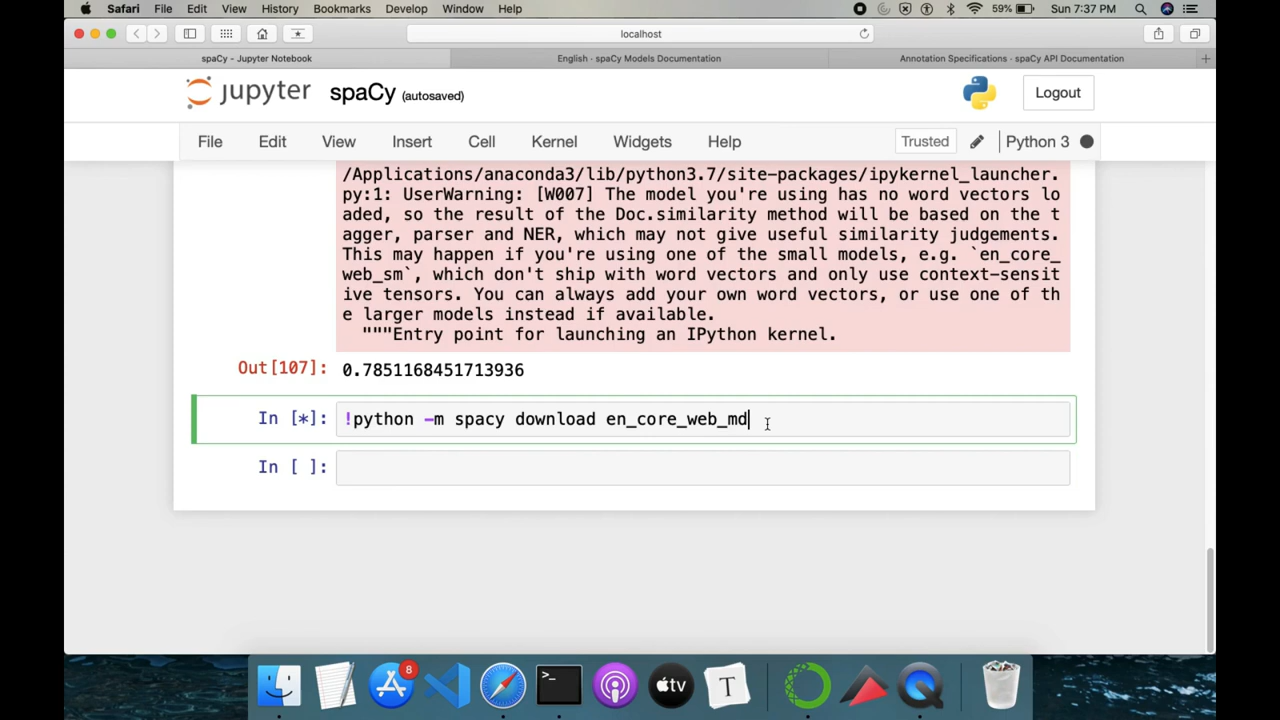 Safari File Edit View History Bookmarks Develop Window Help 59% Sun 7:37 PM
localhost
spaCy - Jupyter Notebook English · spaCy Models Documentation Annotation Specifications · spaCy API Documentation +
jupyter spaCy (autosaved) Logout
File Edit View Insert Cell Kernel Widgets Help Trusted Python 3
/Applications/anaconda3/lib/python3.7/site-packages/ipykernel_launcher.
py:1: UserWarning: [W007] The model you're using has no word vectors lo
aded, so the result of the Doc.similarity method will be based on the t
agger, parser and NER, which may not give useful similarity judgements.
This may happen if you're using one of the small models, e.g. `en_core_
web_sm`, which don't ship with word vectors and only use context-sensit
ive tensors. You can always add your own word vectors, or use one of th
e larger models instead if available.
"""Entry point for launching an IPython kernel.
Out[107]: 0.7851168451713936
In [*]: !python -m spacy download en_core_web_md
In [ ]:
8
>_
tv
T